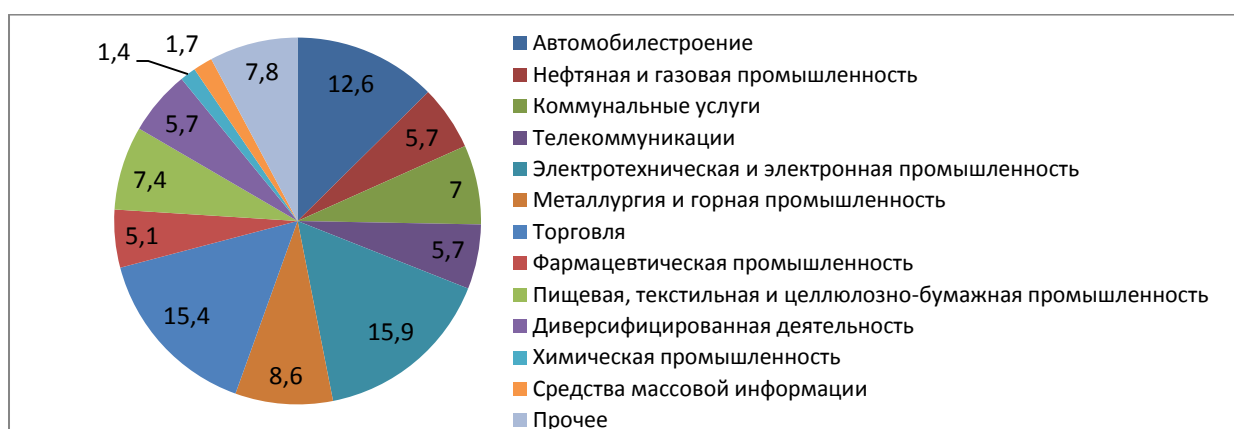 1,7
1,4
7,8
12,6
5,7
5,7
7,4
7
5,1
5,7
15,4
15,9
8,6
Автомобилестроение
Нефтяная и газовая промышленность
Коммунальные услуги
Телекоммуникации
Электротехническая и электронная промышленность
Металлургия и горная промышленность
Торговля
Фармацевтическая промышленность
Пищевая, текстильная и целлюлозно-бумажная промышленность
Диверсифицированная деятельность
Химическая промышленность
Средства массовой информации
Прочее